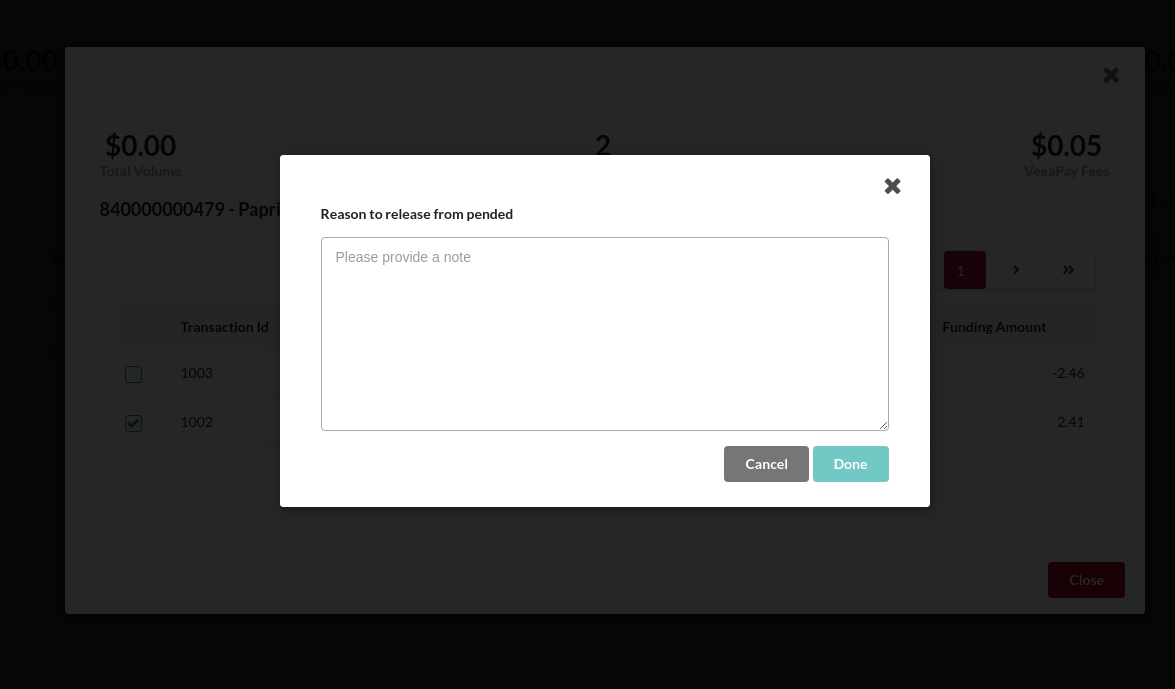 $0.00
2
$0.05
Total Volume
VeeaPay Fees
840000000479 - Papri
Reason to release from pended
Please provide a note
1
Transaction Id
Funding Amount
1003
-2.46
1002
2.41
Cancel
Done
Close